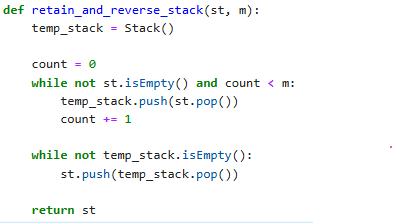 def retain_and_reverse_stack(st, m):
    temp_stack = Stack()
    count = 0
    while not st.isEmpty() and count < m:
        temp_stack.push(st.pop())
        count += 1
    while not temp_stack.isEmpty():
        st.push(temp_stack.pop())
    return st